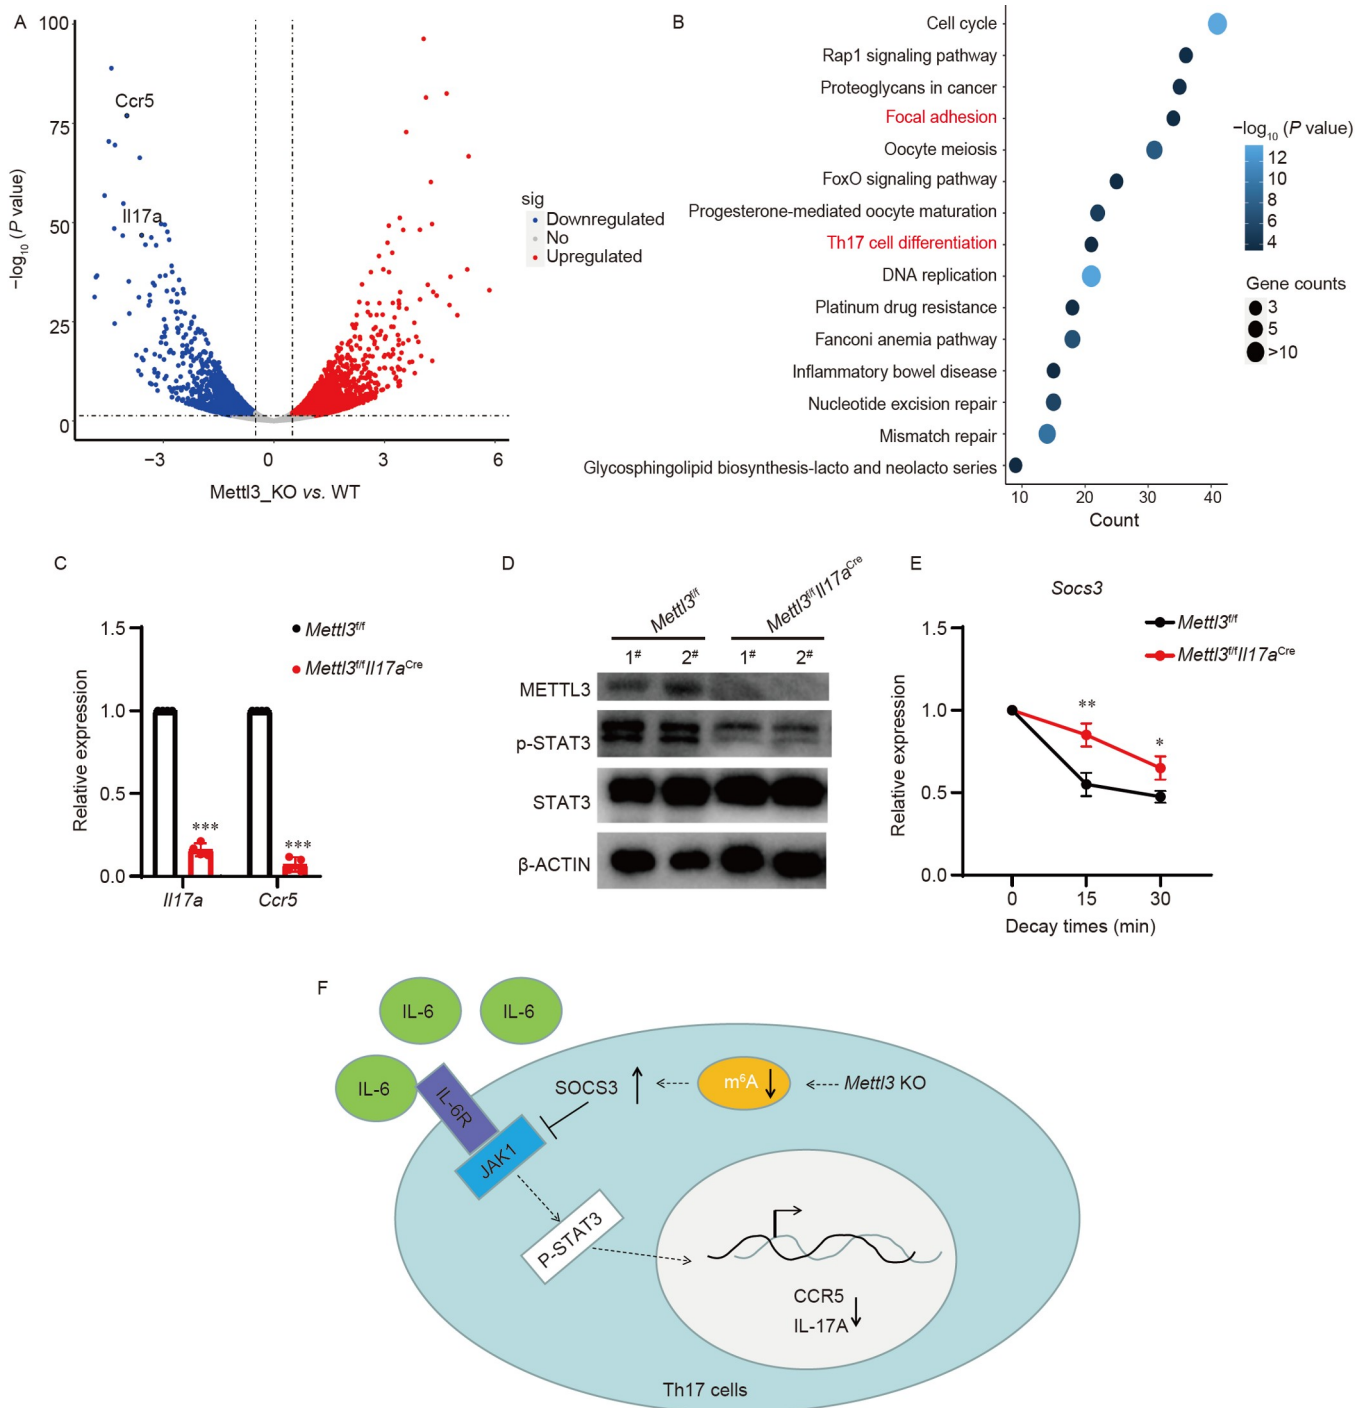 A
100
75
50
25
0
−log₁₀ (P value)
Ccr5
Il17a
−3
0
3
6
Mettl3_KO vs. WT
sig
Downregulated
No
Upregulated
B
Cell cycle
Rap1 signaling pathway
Proteoglycans in cancer
Focal adhesion
Oocyte meiosis
FoxO signaling pathway
Progesterone-mediated oocyte maturation
Th17 cell differentiation
DNA replication
Platinum drug resistance
Fanconi anemia pathway
Inflammatory bowel disease
Nucleotide excision repair
Mismatch repair
Glycosphingolipid biosynthesis-lacto and neolacto series
10
20
30
40
Count
−log₁₀ (P value)
12
10
8
6
4
Gene counts
3
5
>10
C
Mettl3f/f
Mettl3f/fIl17aCre
1.5
1.0
0.5
0.0
Relative expression
***
***
Il17a
Ccr5
D
Mettl3f/f
Mettl3f/fIl17aCre
1# 2# 1# 2#
METTL3
p-STAT3
STAT3
β-ACTIN
E
Socs3
Mettl3f/f
Mettl3f/fIl17aCre
1.5
1.0
0.5
0.0
Relative expression
**
*
0
15
30
Decay times (min)
F
IL-6
IL-6
IL-6
IL-6R
JAK1
SOCS3
m⁶A
Mettl3 KO
P-STAT3
CCR5
IL-17A
Th17 cells